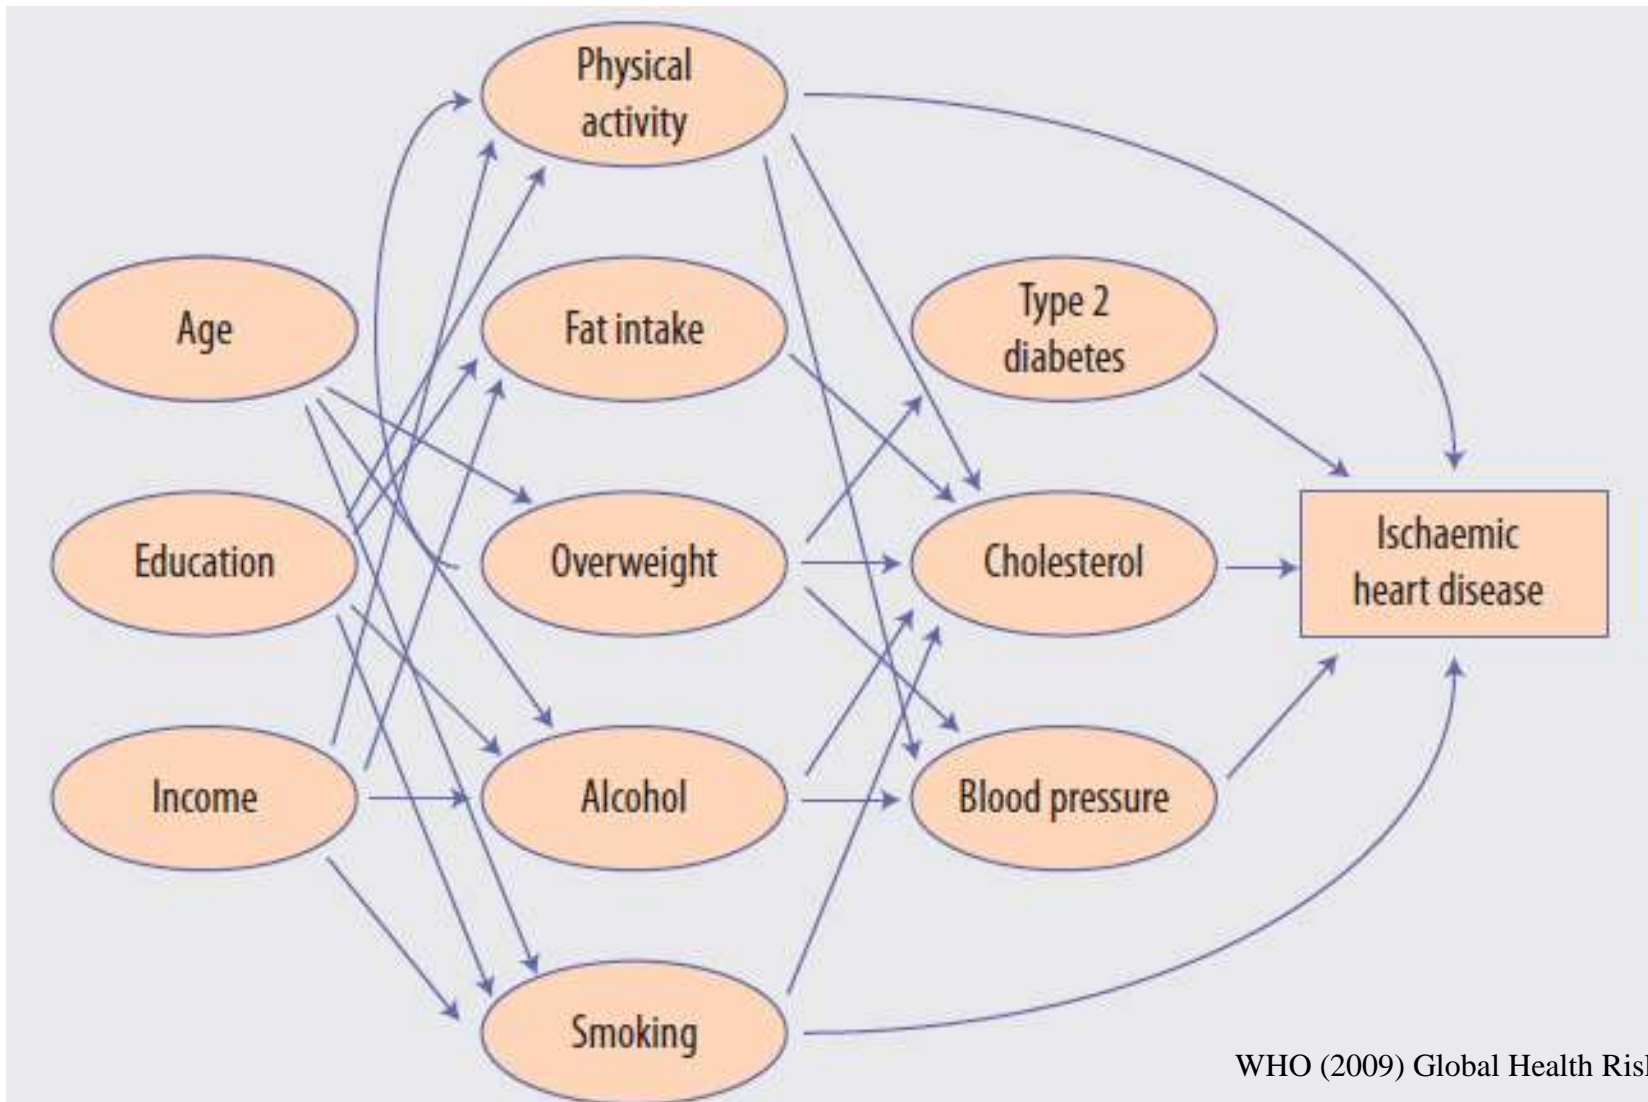 Physical
activity
Age
Fat intake
Type 2
diabetes
Education
Overweight
Cholesterol
Ischaemic
heart disease
Income
Alcohol
Blood pressure
Smoking
WHO (2009) Global Health Risk